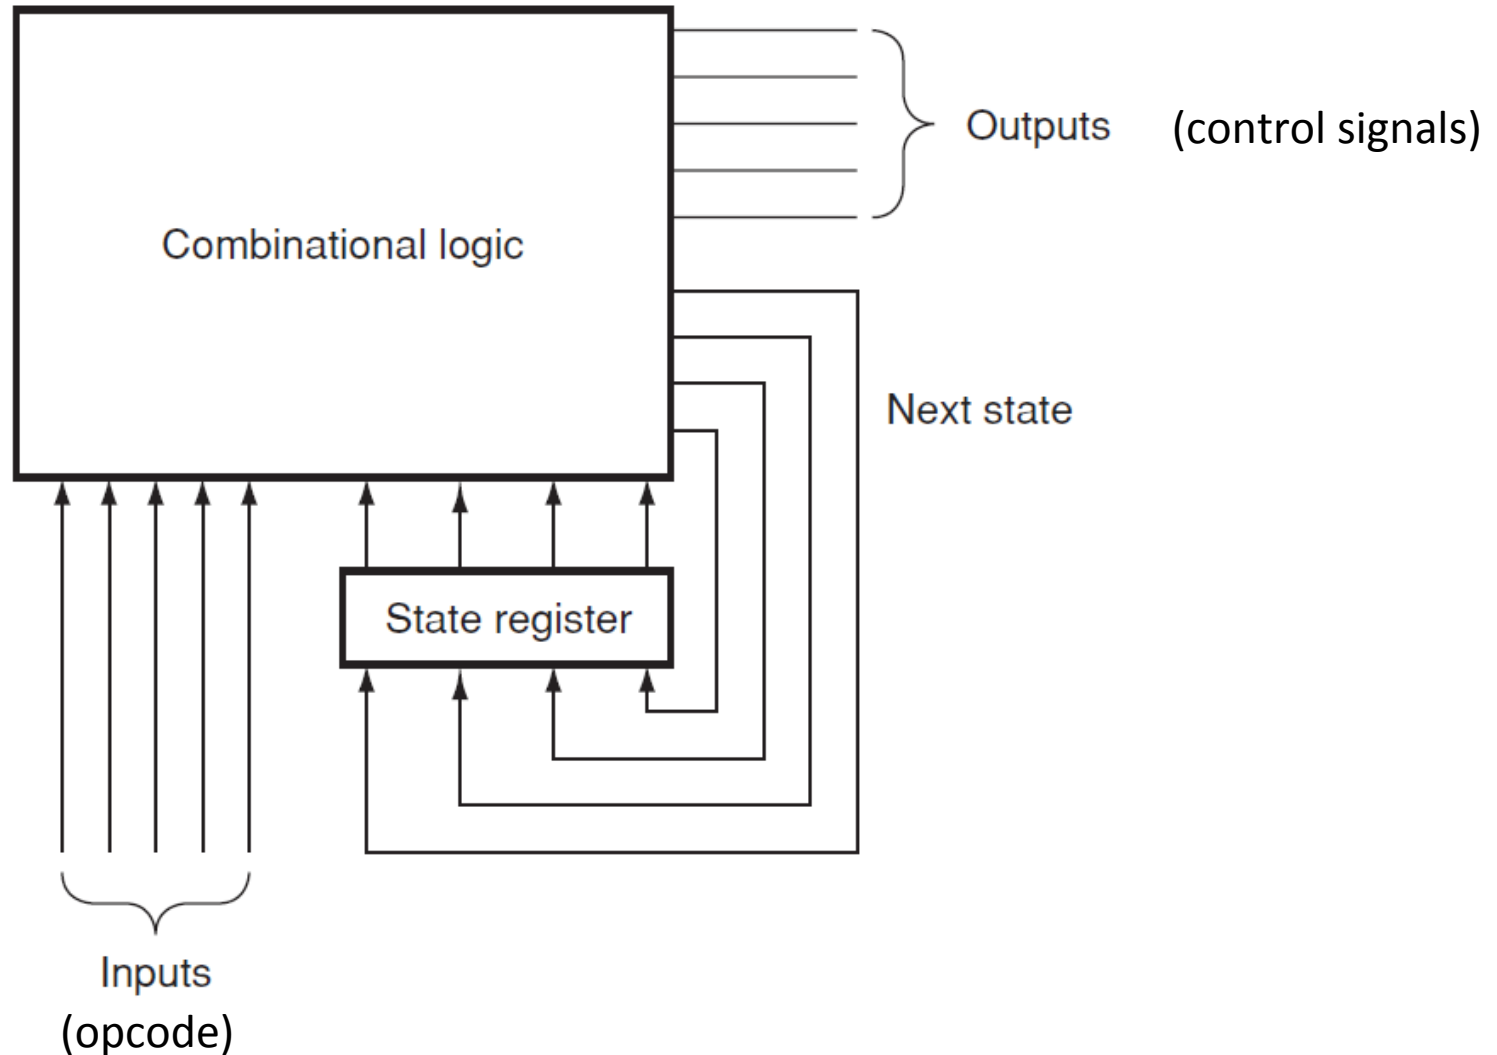 Outputs (control signals)
Combinational logic
Next state
State register
Inputs
(opcode)